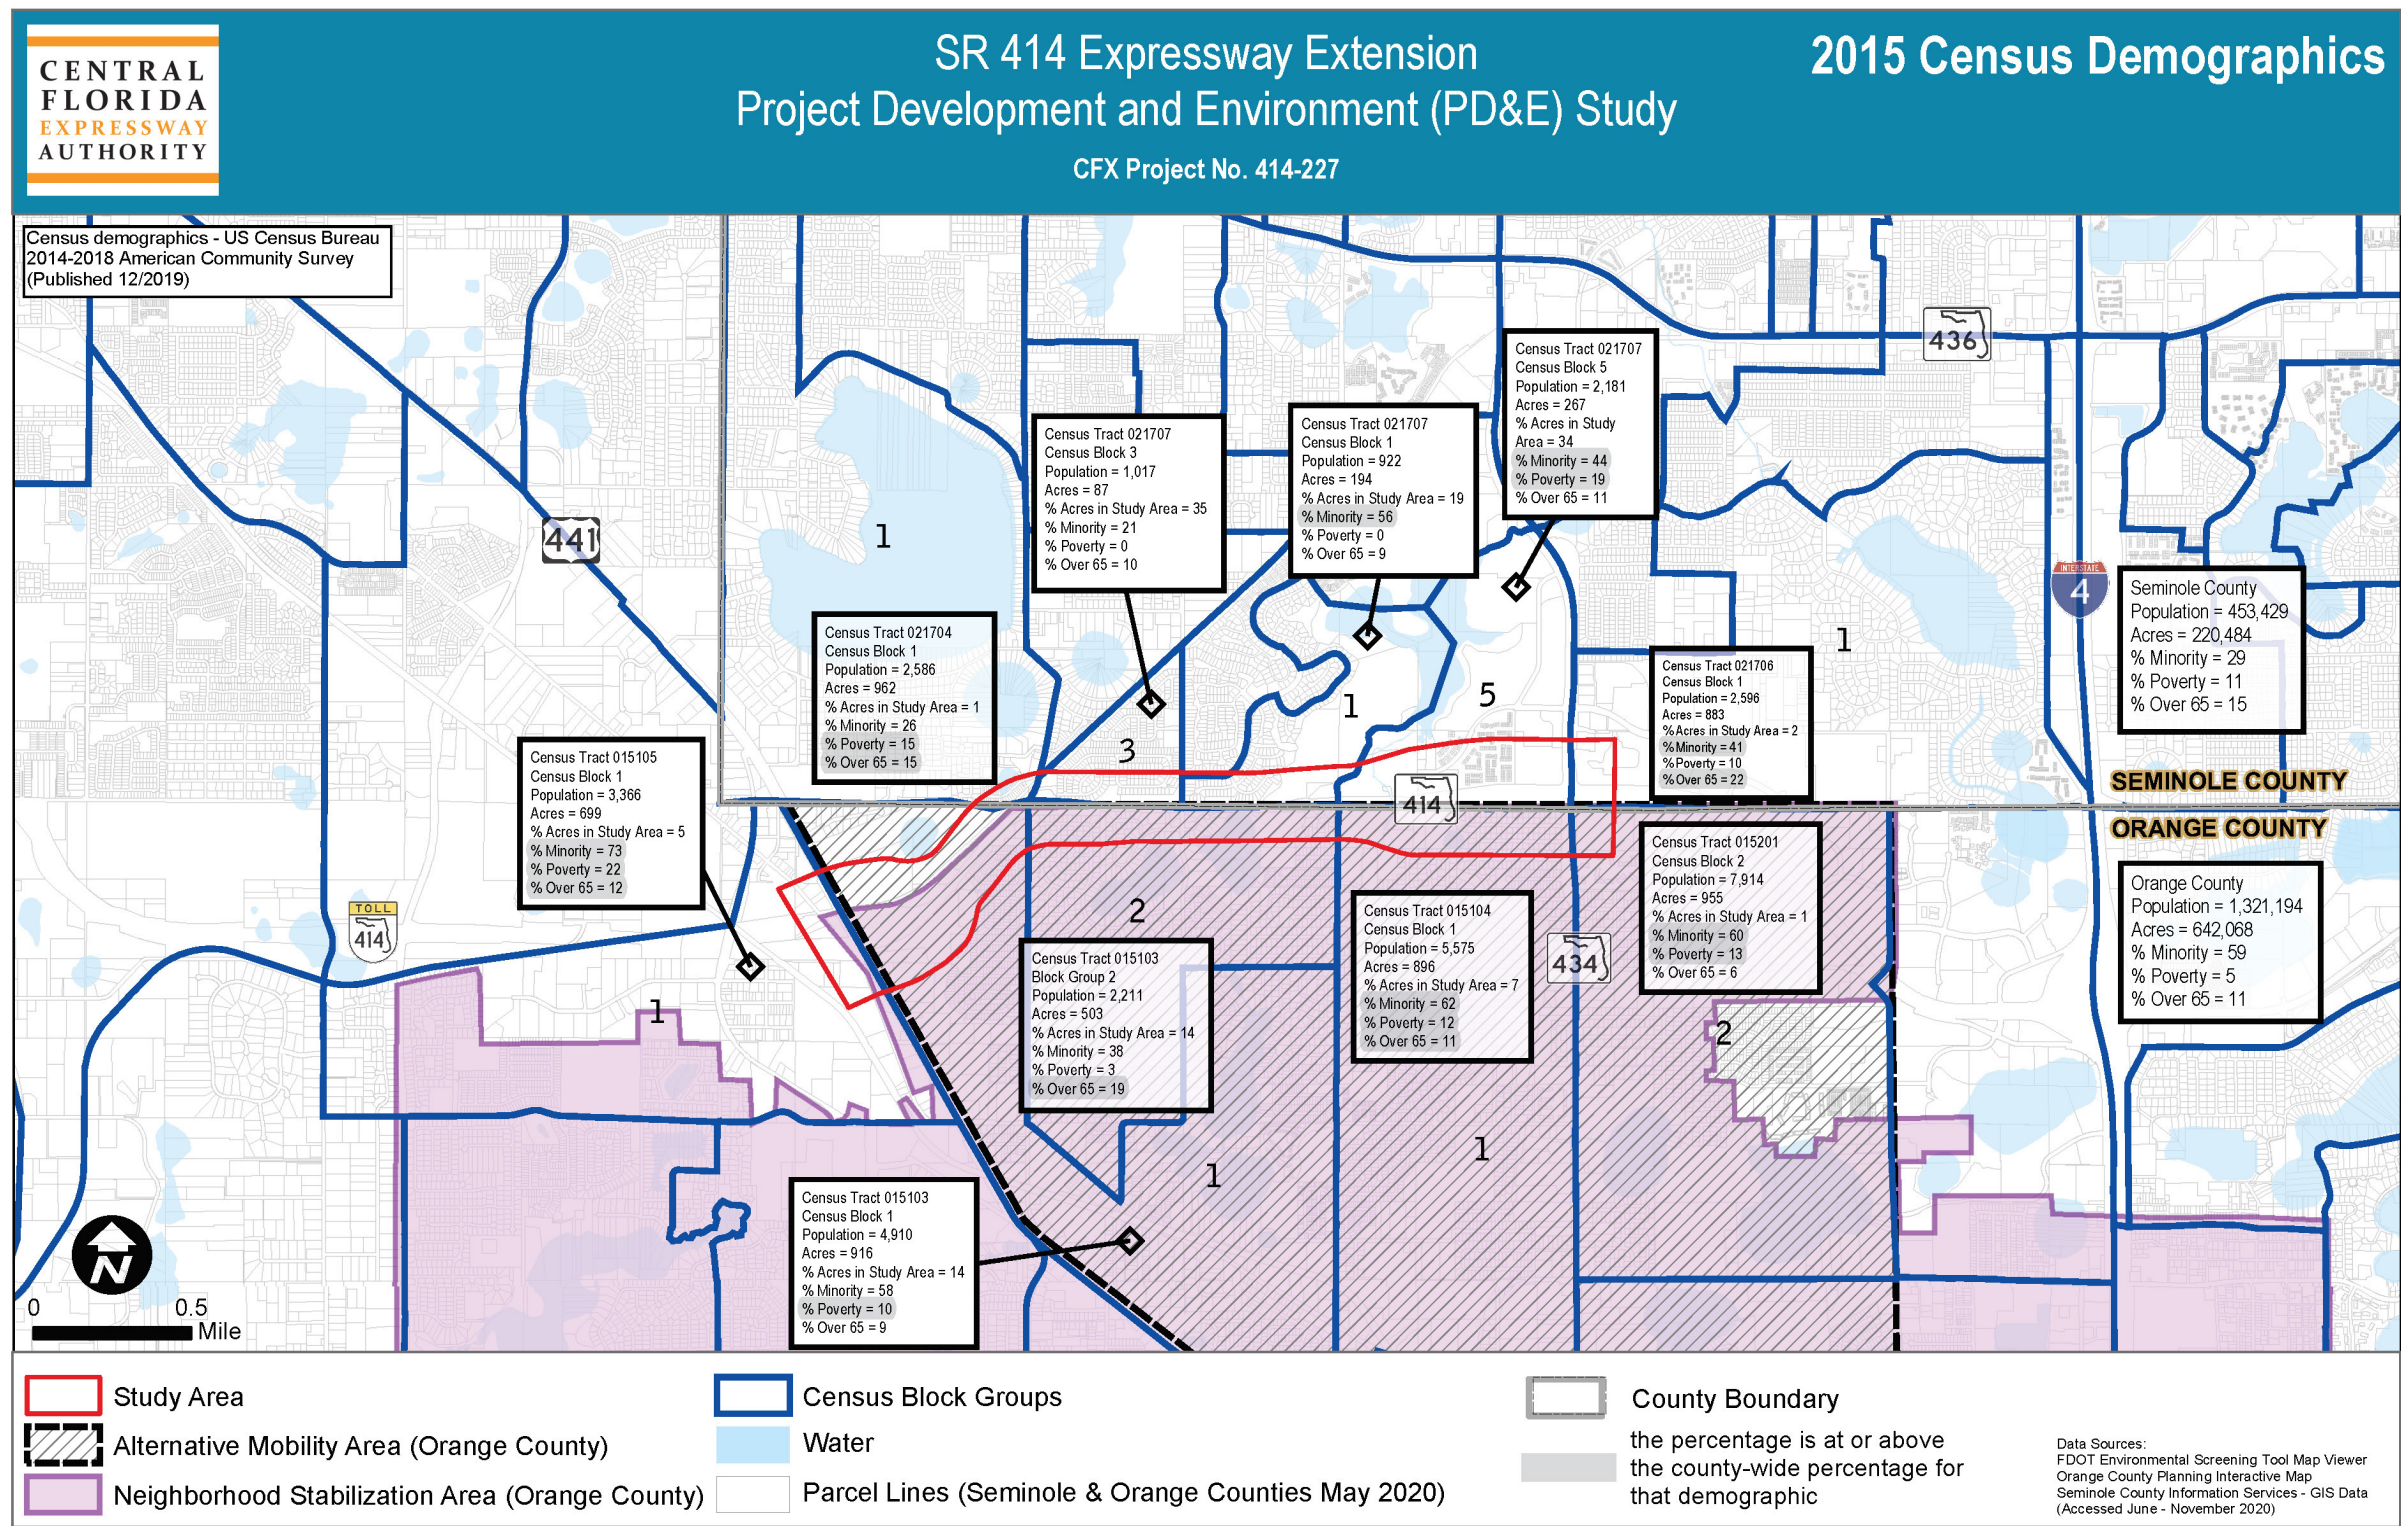 CENTRAL
FLORIDA
EXPRESSWAY
AUTHORITY
SR 414 Expressway Extension
Project Development and Environment (PD&E) Study
CFX Project No. 414-227
2015 Census Demographics
Census demographics - US Census Bureau
2014-2018 American Community Survey
(Published 12/2019)
436
Census Tract 021707
Census Block 5
Population = 2,181
Acres = 267
% Acres in Study
Area = 34
% Minority = 44
% Poverty = 19
% Over 65 = 11
Census Tract 021707
Census Block 3
Population = 1,017
Acres = 87
% Acres in Study Area = 35
% Minority = 21
% Poverty = 0
% Over 65 = 10
Census Tract 021707
Census Block 1
Population = 922
Acres = 194
% Acres in Study Area = 19
% Minority = 56
% Poverty = 0
% Over 65 = 9
441
1
INTERSTATE
4
Seminole County
Population = 453,429
Acres = 220,484
% Minority = 29
% Poverty = 11
% Over 65 = 15
Census Tract 021704
Census Block 1
Population = 2,586
Acres = 962
% Acres in Study Area = 1
% Minority = 26
% Poverty = 15
% Over 65 = 15
1
Census Tract 021706
Census Block 1
Population = 2,596
Acres = 883
% Acres in Study Area = 2
% Minority = 41
% Poverty = 10
% Over 65 = 22
5
1
3
Census Tract 015105
Census Block 1
Population = 3,366
Acres = 699
% Acres in Study Area = 5
% Minority = 73
% Poverty = 22
% Over 65 = 12
SEMINOLE COUNTY
414
ORANGE COUNTY
Census Tract 015201
Census Block 2
Population = 7,914
Acres = 955
% Acres in Study Area = 1
% Minority = 60
% Poverty = 13
% Over 65 = 6
Orange County
Population = 1,321,194
Acres = 642,068
% Minority = 59
% Poverty = 5
% Over 65 = 11
TOLL
414
2
Census Tract 015104
Census Block 1
Population = 5,575
Acres = 896
% Acres in Study Area = 7
% Minority = 62
% Poverty = 12
% Over 65 = 11
434
Census Tract 015103
Block Group 2
Population = 2,211
Acres = 503
% Acres in Study Area = 14
% Minority = 38
% Poverty = 3
% Over 65 = 19
1
2
1
1
Census Tract 015103
Census Block 1
Population = 4,910
Acres = 916
% Acres in Study Area = 14
% Minority = 58
% Poverty = 10
% Over 65 = 9
N
0 0.5
Mile
Study Area
Alternative Mobility Area (Orange County)
Neighborhood Stabilization Area (Orange County)
Census Block Groups
Water
Parcel Lines (Seminole & Orange Counties May 2020)
County Boundary
the percentage is at or above
the county-wide percentage for
that demographic
Data Sources:
FDOT Environmental Screening Tool Map Viewer
Orange County Planning Interactive Map
Seminole County Information Services - GIS Data
(Accessed June - November 2020)